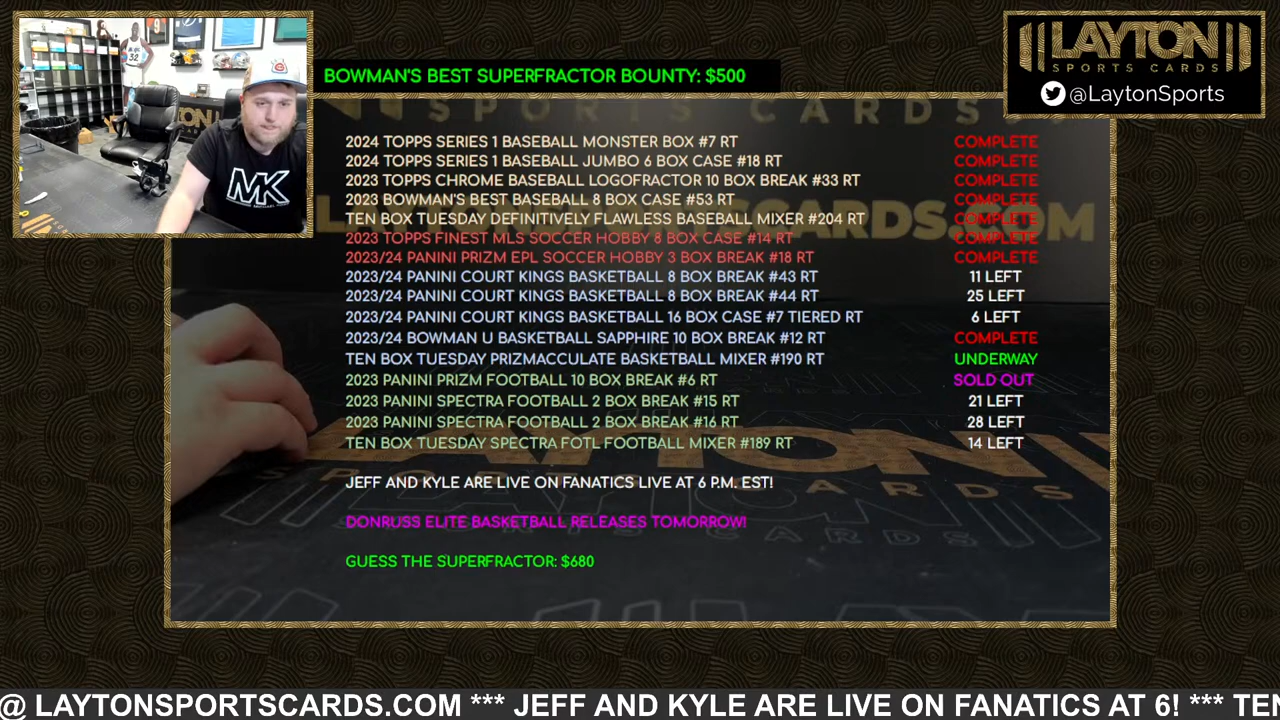 BOWMAN'S BEST SUPERFRACTOR BOUNTY: $500
LAYTON
SPORTS CARDS
@LaytonSports
32
MK
SPORTS CARDS
2024 TOPPS SERIES 1 BASEBALL MONSTER BOX #7 RT COMPLETE
2024 TOPPS SERIES 1 BASEBALL JUMBO 6 BOX CASE #18 RT COMPLETE
2023 TOPPS CHROME BASEBALL LOGOFRACTOR 10 BOX BREAK #33 RT COMPLETE
2023 BOWMAN'S BEST BASEBALL 8 BOX CASE #53 RT COMPLETE
TEN BOX TUESDAY DEFINITIVELY FLAWLESS BASEBALL MIXER #204 RT COMPLETE
2023 TOPPS FINEST MLS SOCCER HOBBY 8 BOX CASE #14 RT COMPLETE
2023/24 PANINI PRIZM EPL SOCCER HOBBY 3 BOX BREAK #18 RT COMPLETE
2023/24 PANINI COURT KINGS BASKETBALL 8 BOX BREAK #43 RT 11 LEFT
2023/24 PANINI COURT KINGS BASKETBALL 8 BOX BREAK #44 RT 25 LEFT
2023/24 PANINI COURT KINGS BASKETBALL 16 BOX CASE #7 TIERED RT 6 LEFT
2023/24 BOWMAN U BASKETBALL SAPPHIRE 10 BOX BREAK #12 RT COMPLETE
TEN BOX TUESDAY PRIZMACCULATE BASKETBALL MIXER #190 RT UNDERWAY
2023 PANINI PRIZM FOOTBALL 10 BOX BREAK #6 RT SOLD OUT
2023 PANINI SPECTRA FOOTBALL 2 BOX BREAK #15 RT 21 LEFT
2023 PANINI SPECTRA FOOTBALL 2 BOX BREAK #16 RT 28 LEFT
TEN BOX TUESDAY SPECTRA FOTL FOOTBALL MIXER #189 RT 14 LEFT
JEFF AND KYLE ARE LIVE ON FANATICS LIVE AT 6 P.M. EST!
DONRUSS ELITE BASKETBALL RELEASES TOMORROW!
GUESS THE SUPERFRACTOR: $680
@ LAYTONSPORTSCARDS.COM *** JEFF AND KYLE ARE LIVE ON FANATICS AT 6! *** TEN